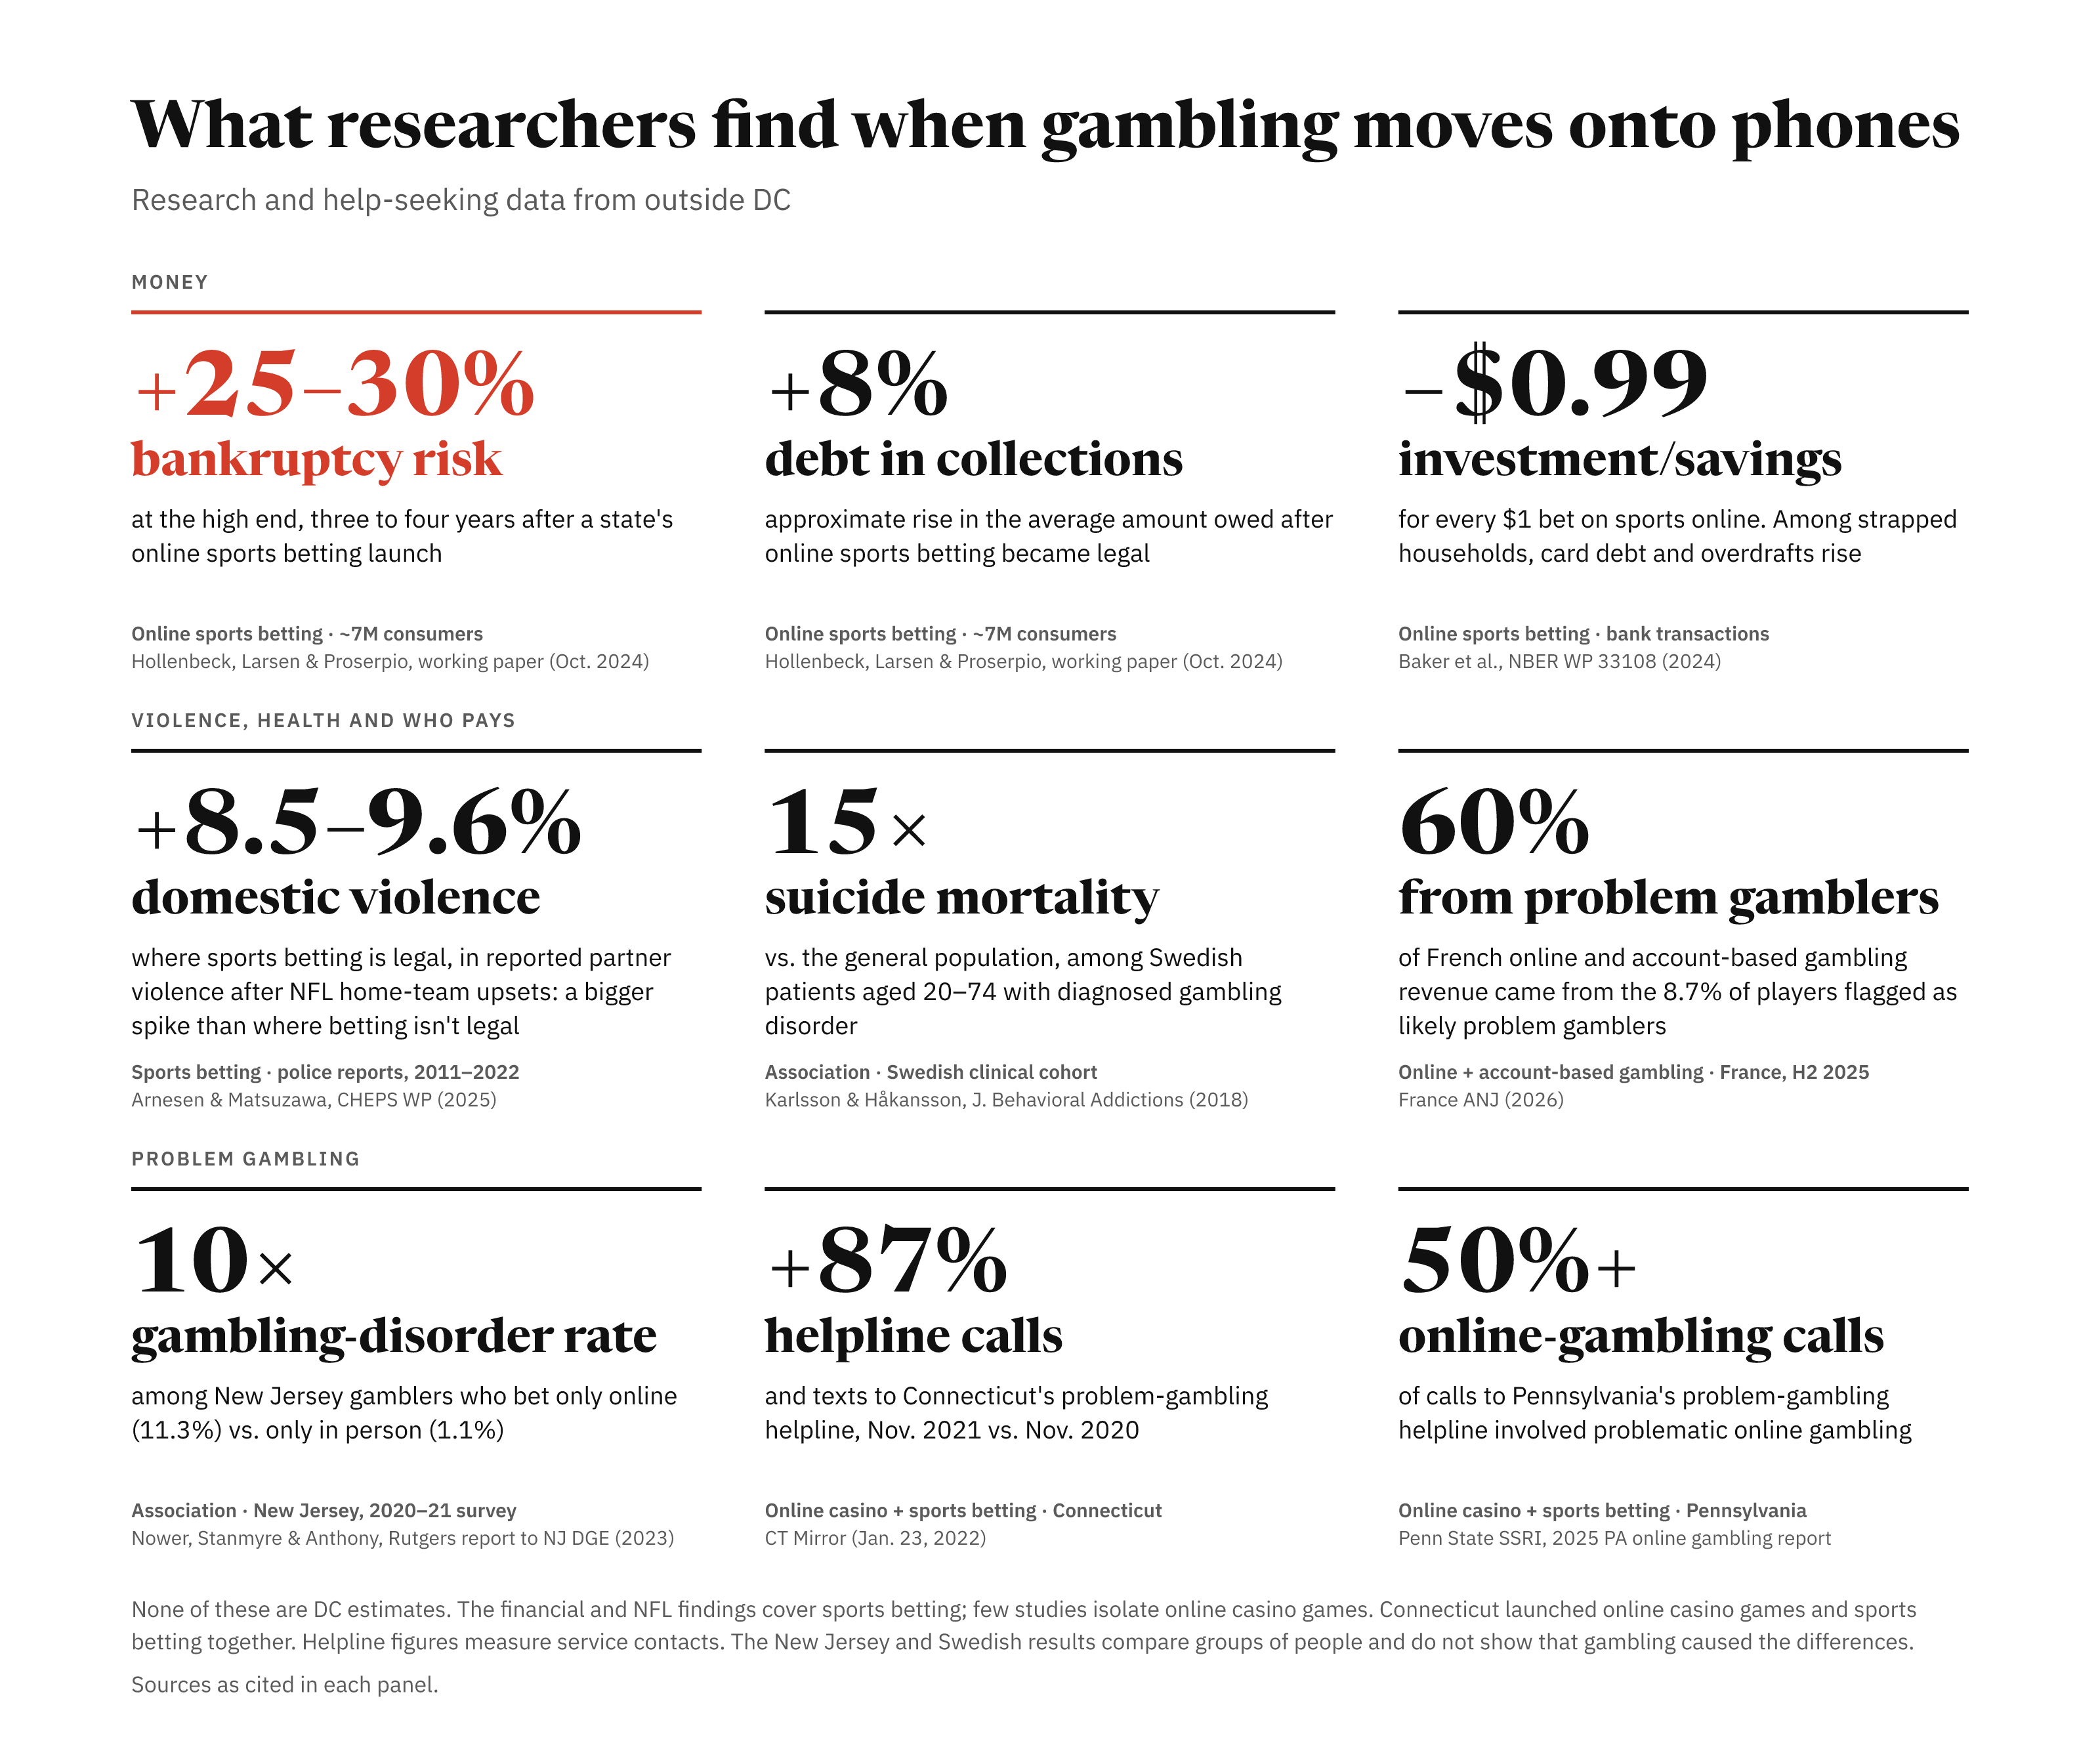 What researchers find when gambling moves onto phones
Research and help-seeking data from outside DC
MONEY
+25–30%
bankruptcy risk
at the high end, three to four years after a state's
online sports betting launch
Online sports betting · ~7M consumers
Hollenbeck, Larsen & Proserpio, working paper (Oct. 2024)
+8%
debt in collections
approximate rise in the average amount owed after
online sports betting became legal
Online sports betting · ~7M consumers
Hollenbeck, Larsen & Proserpio, working paper (Oct. 2024)
–$0.99
investment/savings
for every $1 bet on sports online. Among strapped
households, card debt and overdrafts rise
Online sports betting · bank transactions
Baker et al., NBER WP 33108 (2024)
VIOLENCE, HEALTH AND WHO PAYS
+8.5–9.6%
domestic violence
where sports betting is legal, in reported partner
violence after NFL home-team upsets: a bigger
spike than where betting isn't legal
Sports betting · police reports, 2011–2022
Arnesen & Matsuzawa, CHEPS WP (2025)
15×
suicide mortality
vs. the general population, among Swedish
patients aged 20–74 with diagnosed gambling
disorder
Association · Swedish clinical cohort
Karlsson & Håkansson, J. Behavioral Addictions (2018)
60%
from problem gamblers
of French online and account-based gambling
revenue came from the 8.7% of players flagged as
likely problem gamblers
Online + account-based gambling · France, H2 2025
France ANJ (2026)
PROBLEM GAMBLING
10×
gambling-disorder rate
among New Jersey gamblers who bet only online
(11.3%) vs. only in person (1.1%)
Association · New Jersey, 2020–21 survey
Nower, Stanmyre & Anthony, Rutgers report to NJ DGE (2023)
+87%
helpline calls
and texts to Connecticut's problem-gambling
helpline, Nov. 2021 vs. Nov. 2020
Online casino + sports betting · Connecticut
CT Mirror (Jan. 23, 2022)
50%+
online-gambling calls
of calls to Pennsylvania's problem-gambling
helpline involved problematic online gambling
Online casino + sports betting · Pennsylvania
Penn State SSRI, 2025 PA online gambling report
None of these are DC estimates. The financial and NFL findings cover sports betting; few studies isolate online casino games. Connecticut launched online casino games and sports
betting together. Helpline figures measure service contacts. The New Jersey and Swedish results compare groups of people and do not show that gambling caused the differences.
Sources as cited in each panel.